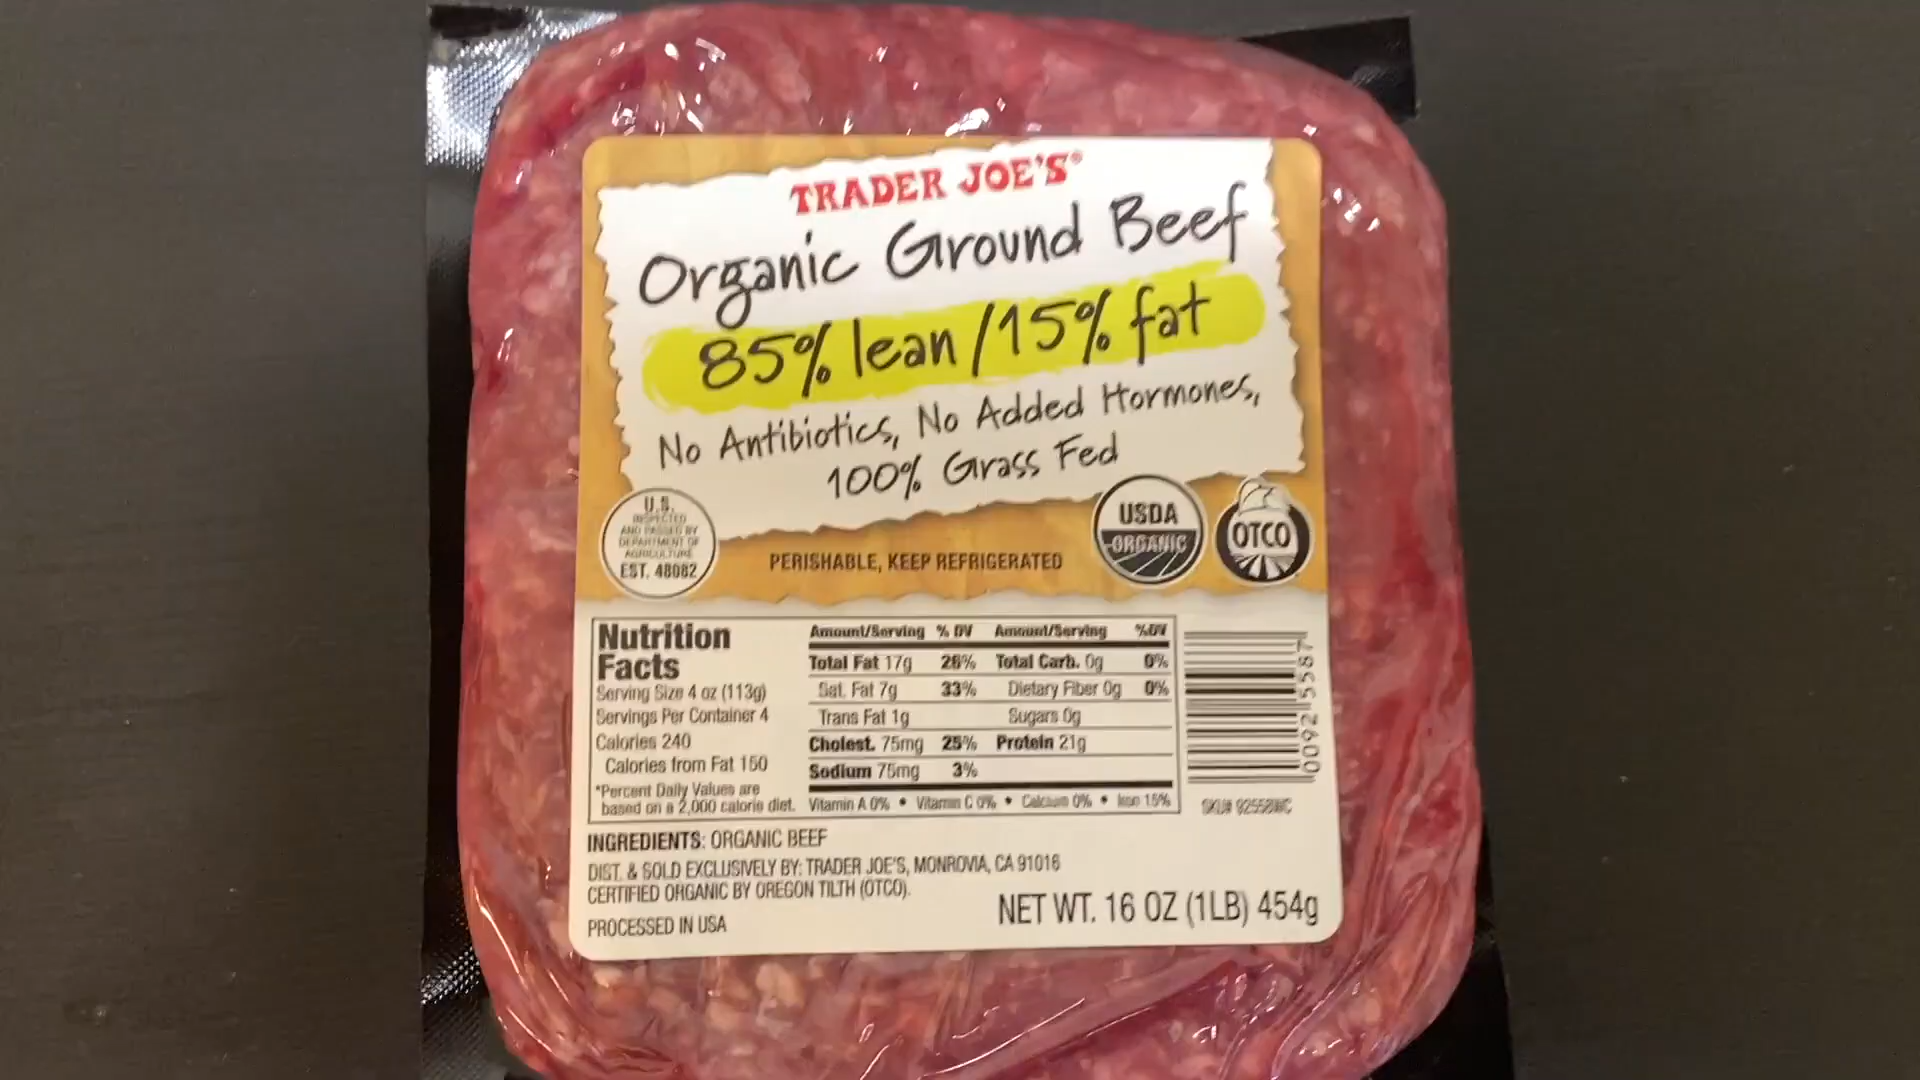 TRADER JOE'S®
Organic Ground Beef
85% lean/15% fat
No Antibiotics, No Added Hormones,
100% Grass Fed
U.S.
INSPECTED
AND PASSED BY
DEPARTMENT OF
AGRICULTURE
EST. 48082
PERISHABLE, KEEP REFRIGERATED
USDA
ORGANIC
OTCO
Nutrition
Facts
Serving Size 4 oz (113g)
Servings Per Container 4
Calories 240
Calories from Fat 150
*Percent Daily Values are
based on a 2,000 calorie diet.
Amount/Serving % DV Amount/Serving %DV
Total Fat 17g 26% Total Carb. 0g 0%
Sat. Fat 7g 33% Dietary Fiber 0g 0%
Trans Fat 1g Sugars 0g
Cholest. 75mg 25% Protein 21g
Sodium 75mg 3%
Vitamin A 0% • Vitamin C 0% • Calcium 0% • Iron 15%
0092 5587
SKU#
INGREDIENTS: ORGANIC BEEF
DIST. & SOLD EXCLUSIVELY BY: TRADER JOE'S, MONROVIA, CA 91016
CERTIFIED ORGANIC BY OREGON TILTH (OTCO).
PROCESSED IN USA
NET WT. 16 OZ (1LB) 454g